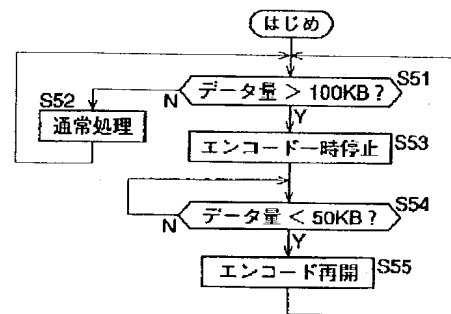 はじめ
データ量 > 100KB ?
S51
N
Y
S52
通常処理
エンコード一時停止
S53
データ量 < 50KB ?
S54
N
Y
エンコード再開
S55